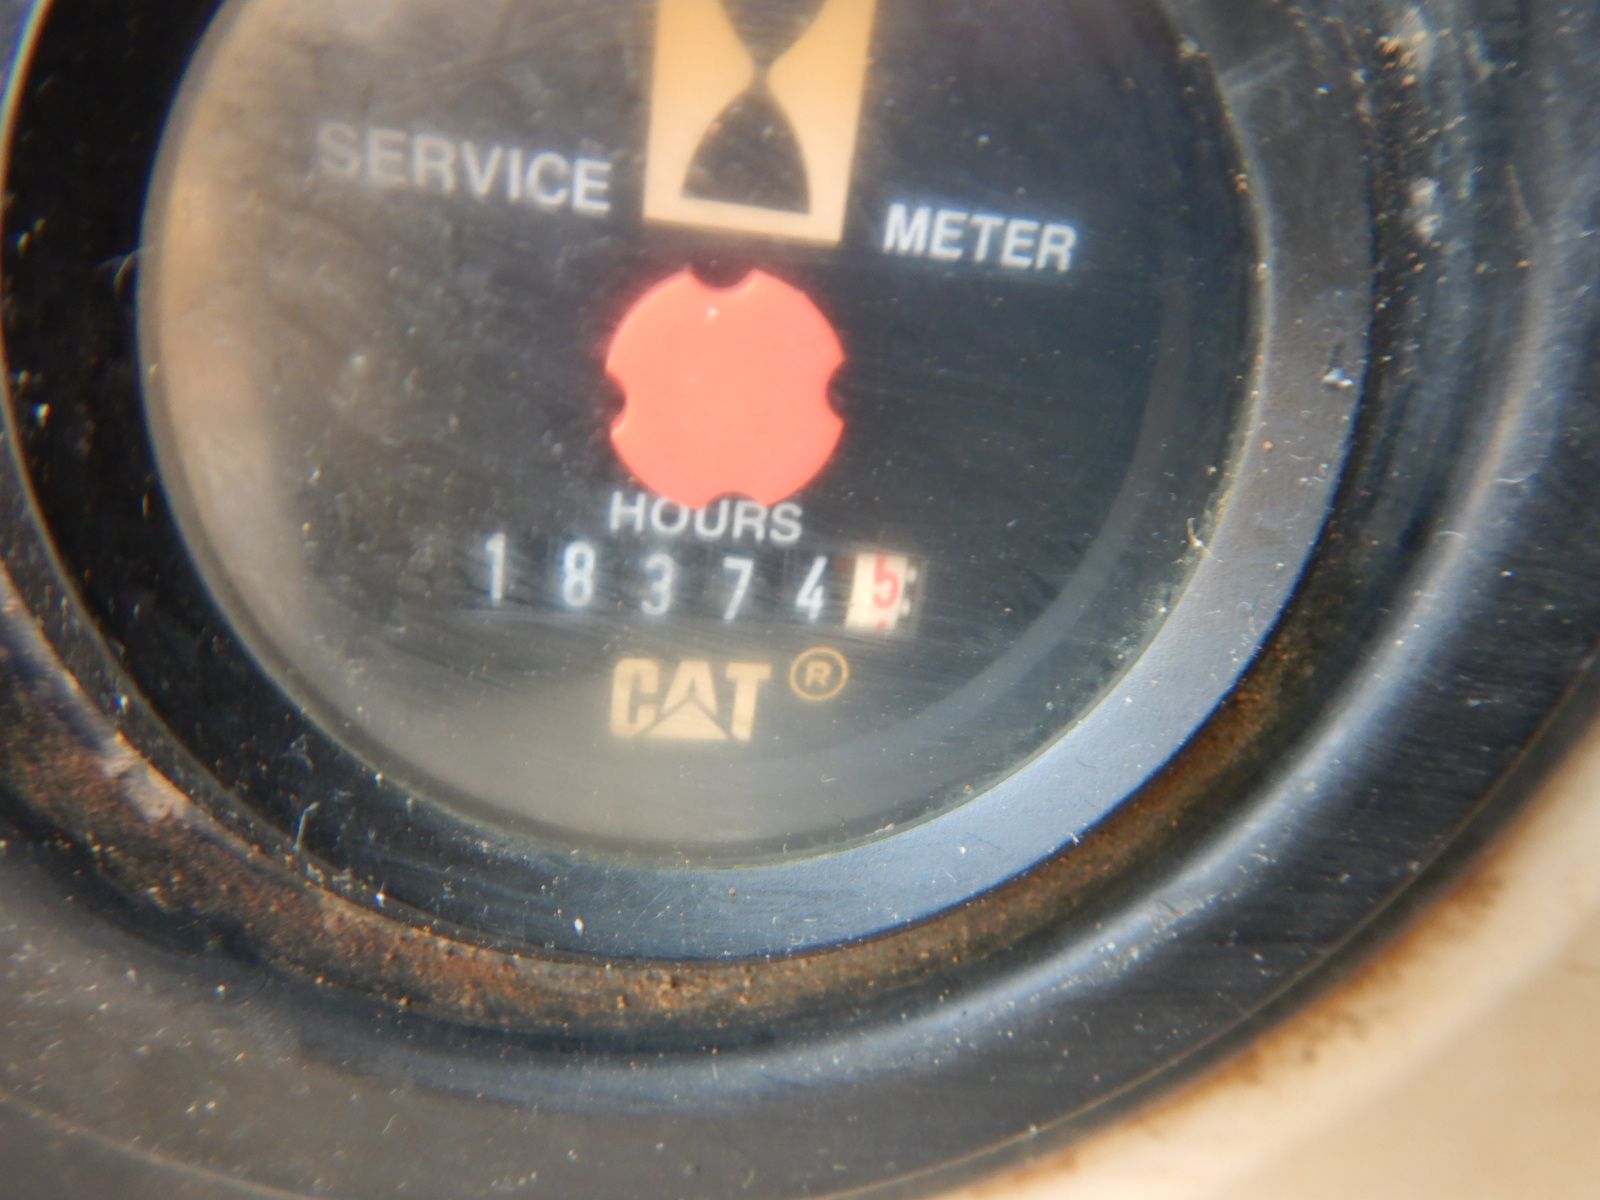 SERVICE METER
HOURS
183745
CAT ®